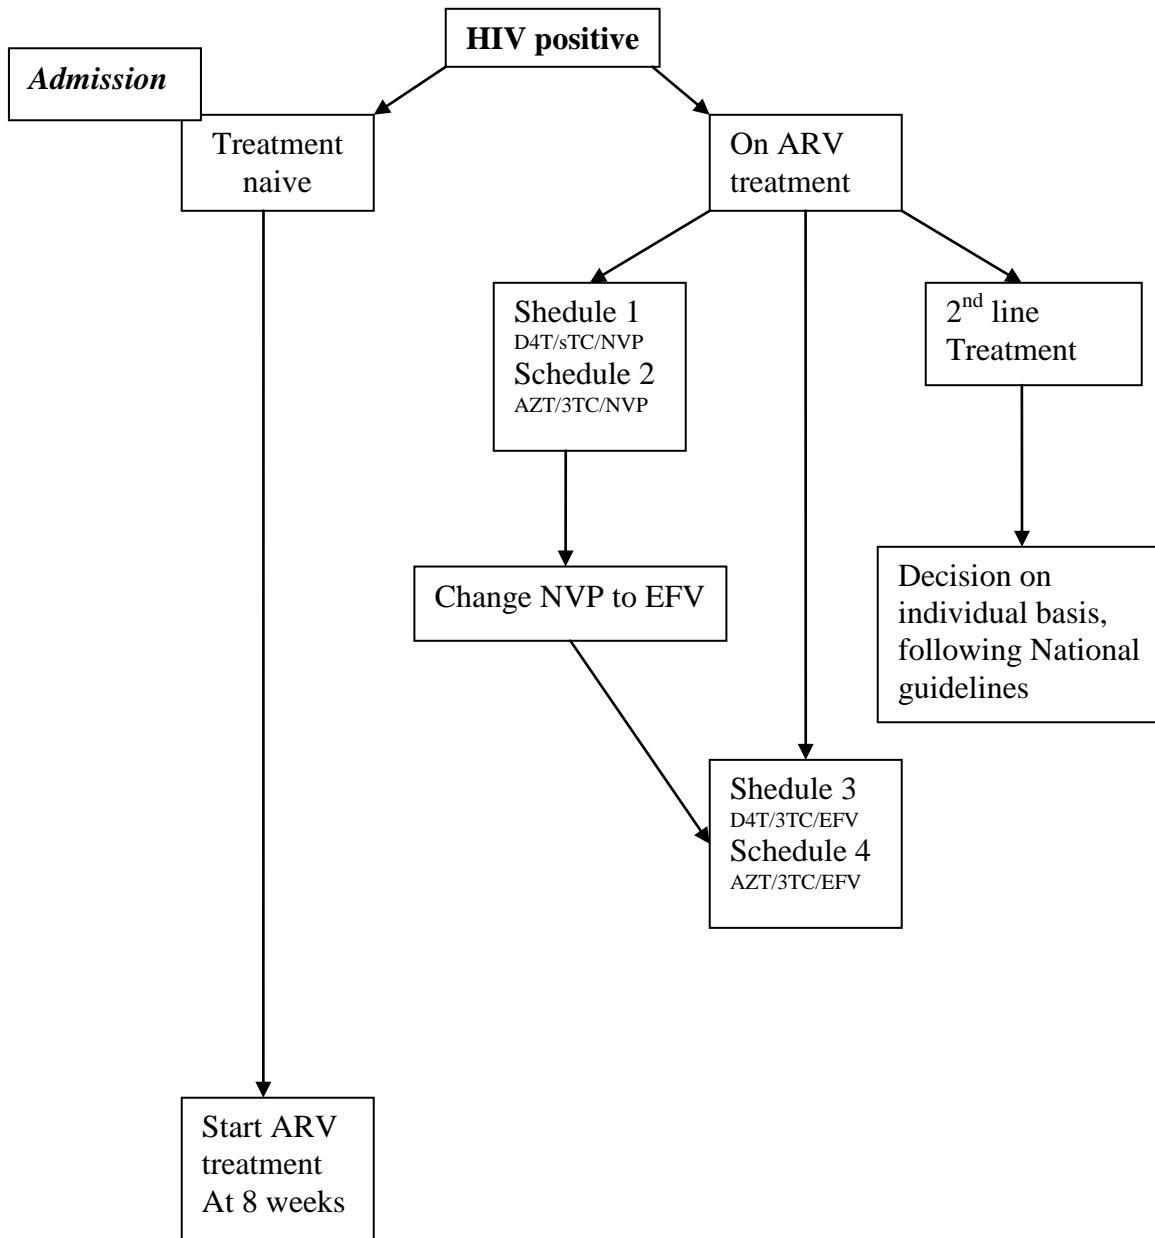 HIV positive
Admission
Treatment
naive
On ARV
treatment
Shedule 1
D4T/sTC/NVP
Schedule 2
AZT/3TC/NVP
2nd line
Treatment
Change NVP to EFV
Decision on
individual basis,
following National
guidelines
Shedule 3
D4T/3TC/EFV
Schedule 4
AZT/3TC/EFV
Start ARV
treatment
At 8 weeks